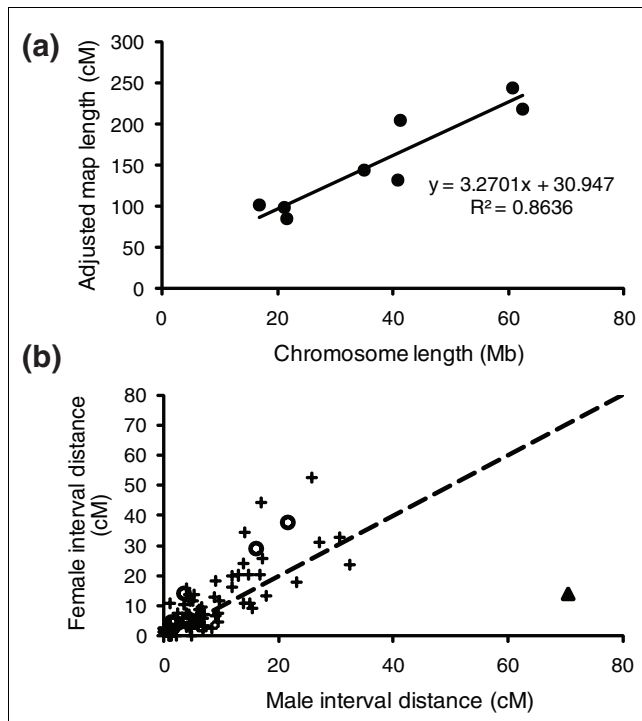 (a)
Adjusted map length (cM)
300
250
200
150
100
50
0
y = 3.2701x + 30.947
R² = 0.8636
0 20 40 60 80
Chromosome length (Mb)
(b)
Female interval distance
(cM)
80
70
60
50
40
30
20
10
0
0 20 40 60 80
Male interval distance (cM)